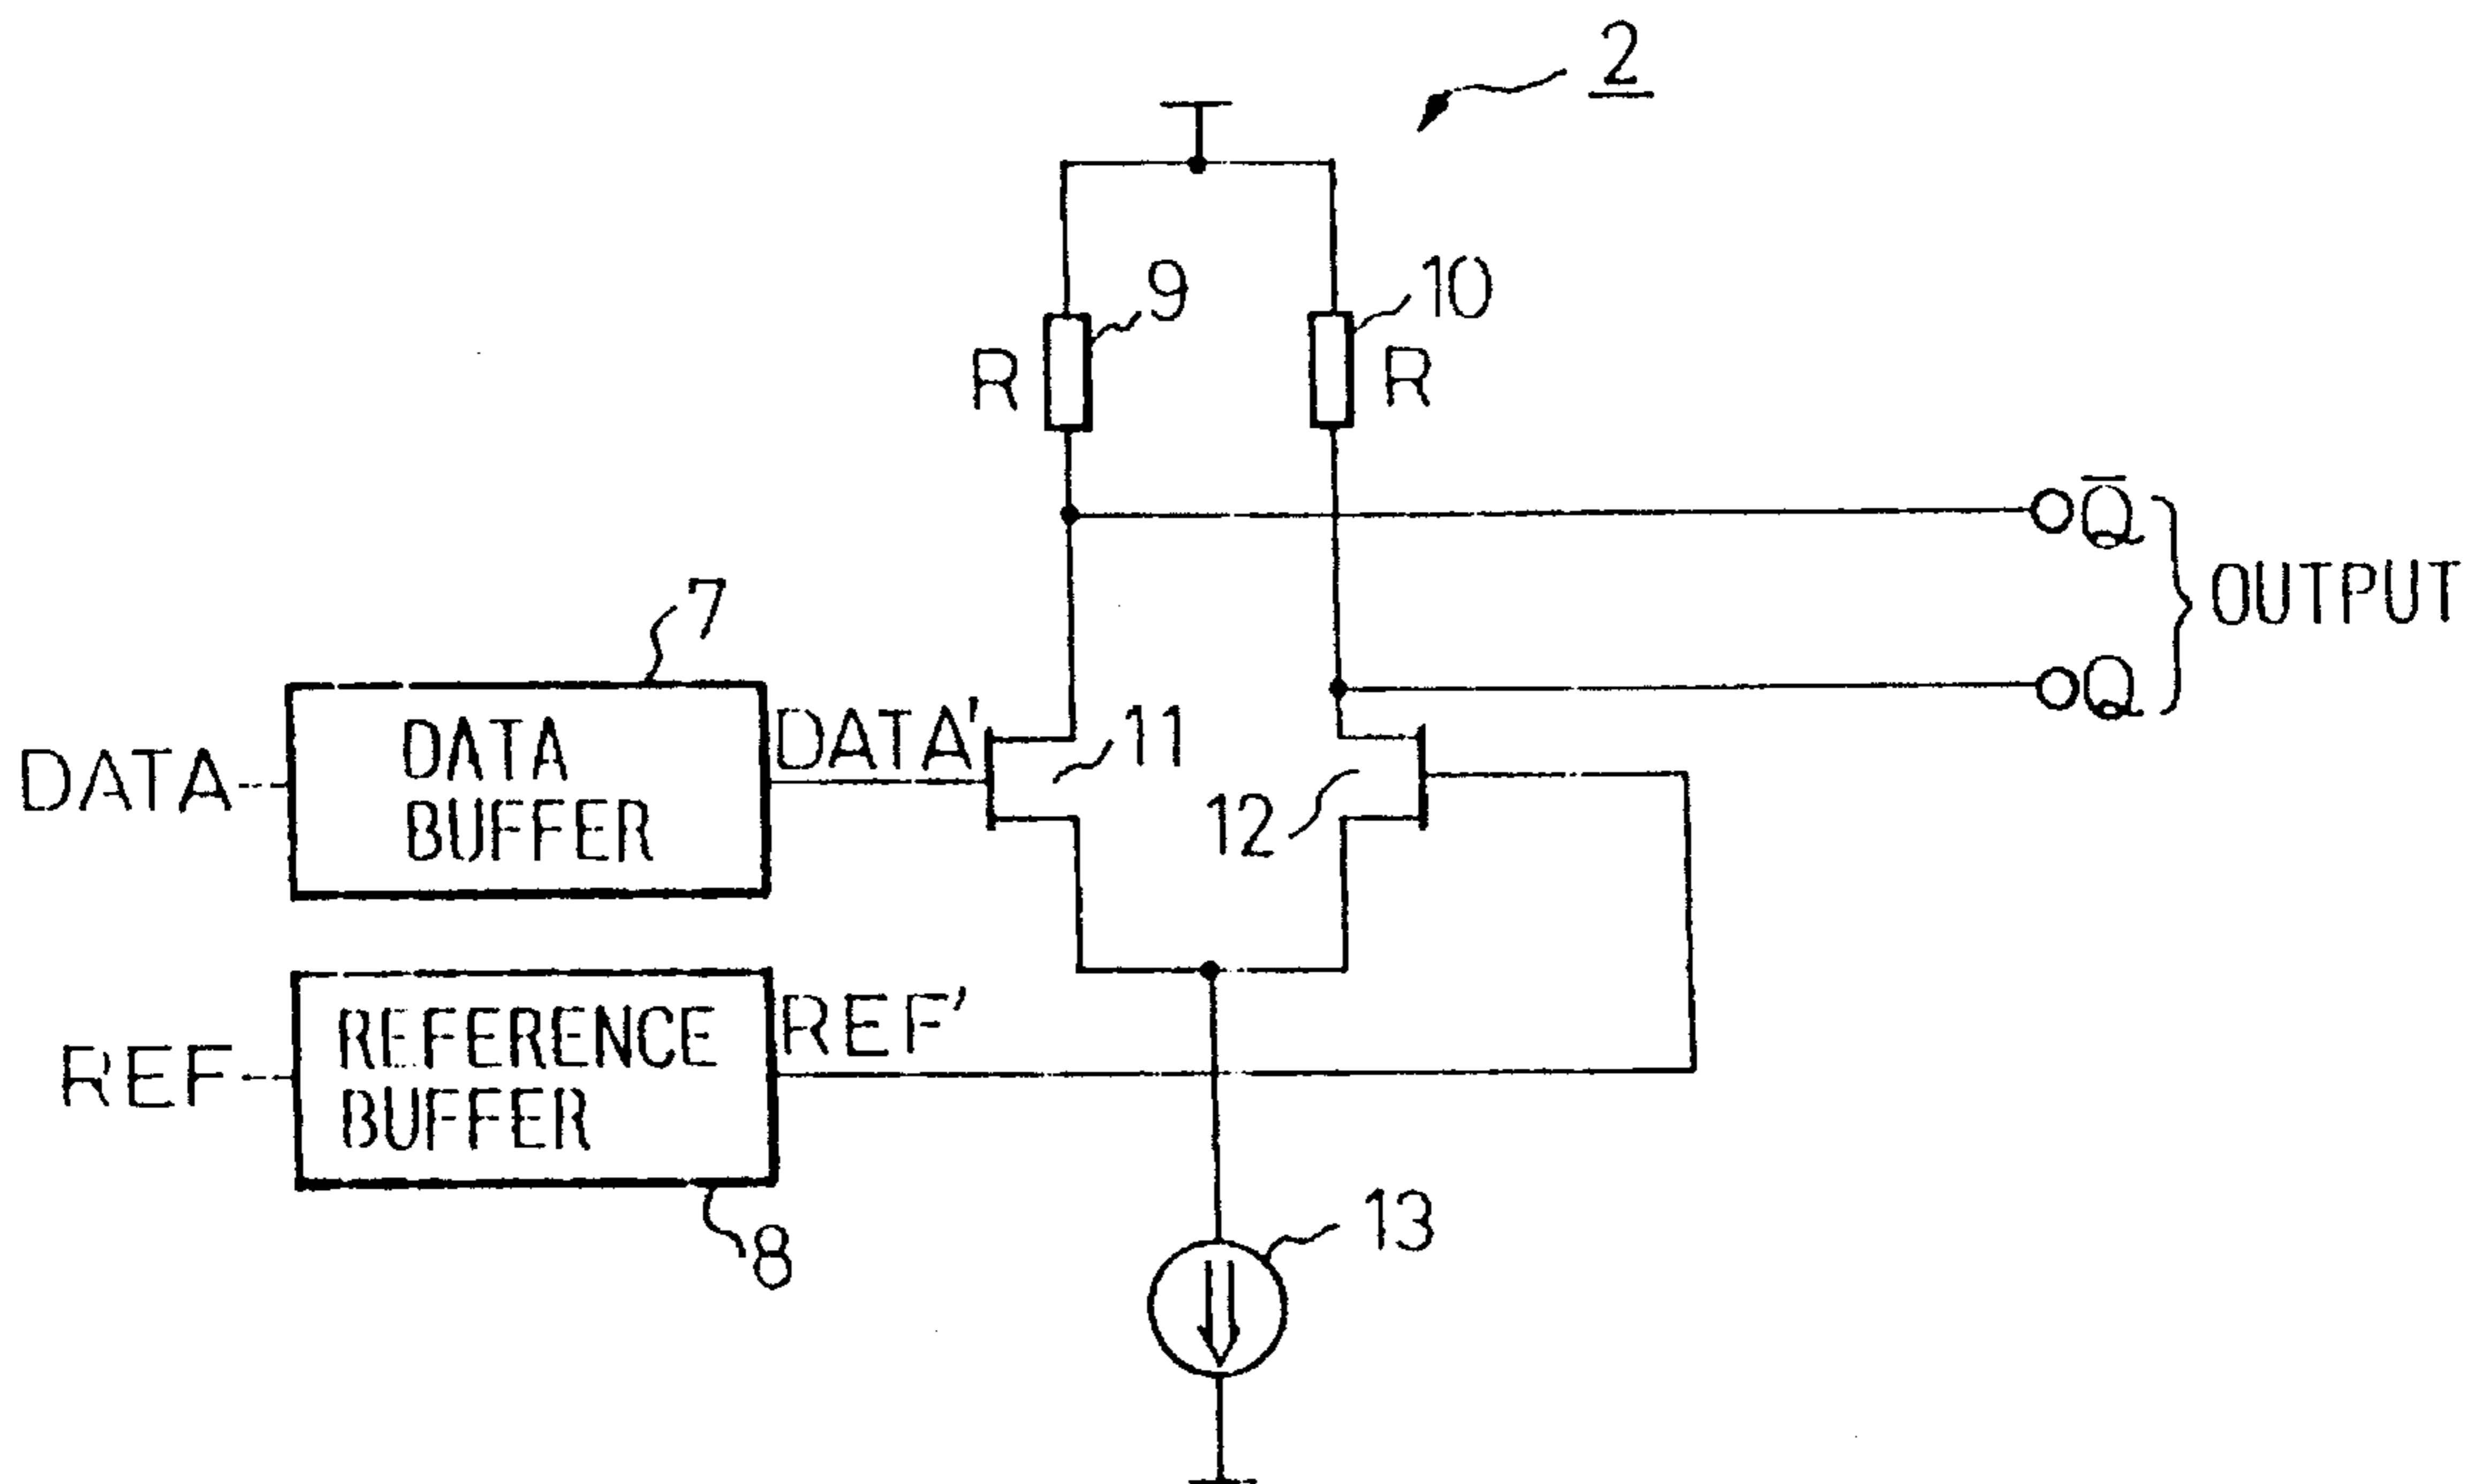 2
9
10
R
R
Q̅
OUTPUT
7
Q
DATA
DATA
BUFFER
DATA'
11
12
REF
REFERENCE
BUFFER
REF'
13
8